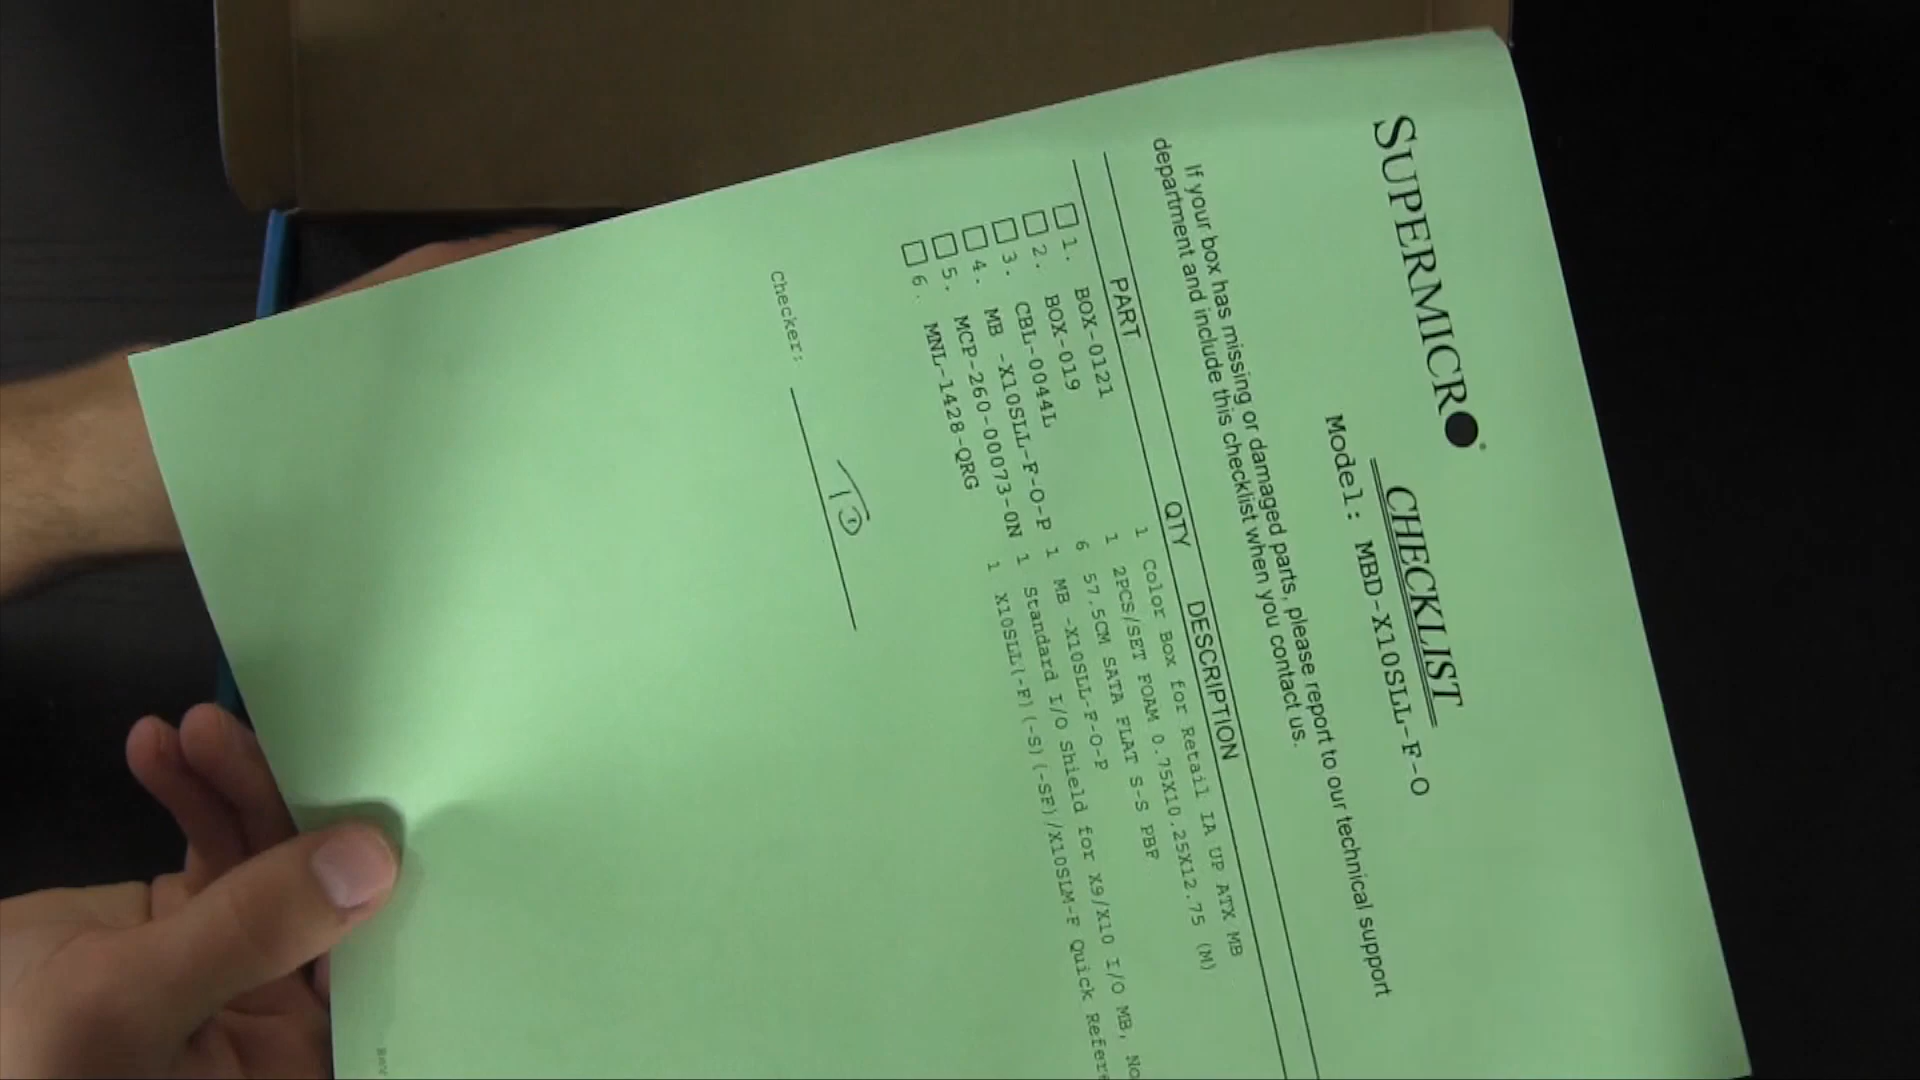 SUPERMICRO
CHECKLIST
Model: MBD-X10SLL-F-O
If your box has missing or damaged parts, please report to our technical support
department and include this checklist when you contact us.
PART QTY DESCRIPTION
1. BOX-0121 1 Color Box for Retail IA UP ATX MB
2. BOX-019 1 2PCS/SET FOAM 0.75X10.25X12.75 (M)
3. CBL-0044L 6 57.5CM SATA FLAT S-S PBF
4. MB -X10SLL-F-O-P 1 MB -X10SLL-F-O-P
5. MCP-260-00073-0N 1 Standard I/O Shield for X9/X10 I/O MB, No
6. MNL-1428-QRG 1 X10SLL(-F)(-S)(-SF)/X10SLM-F Quick Refere
Checker: